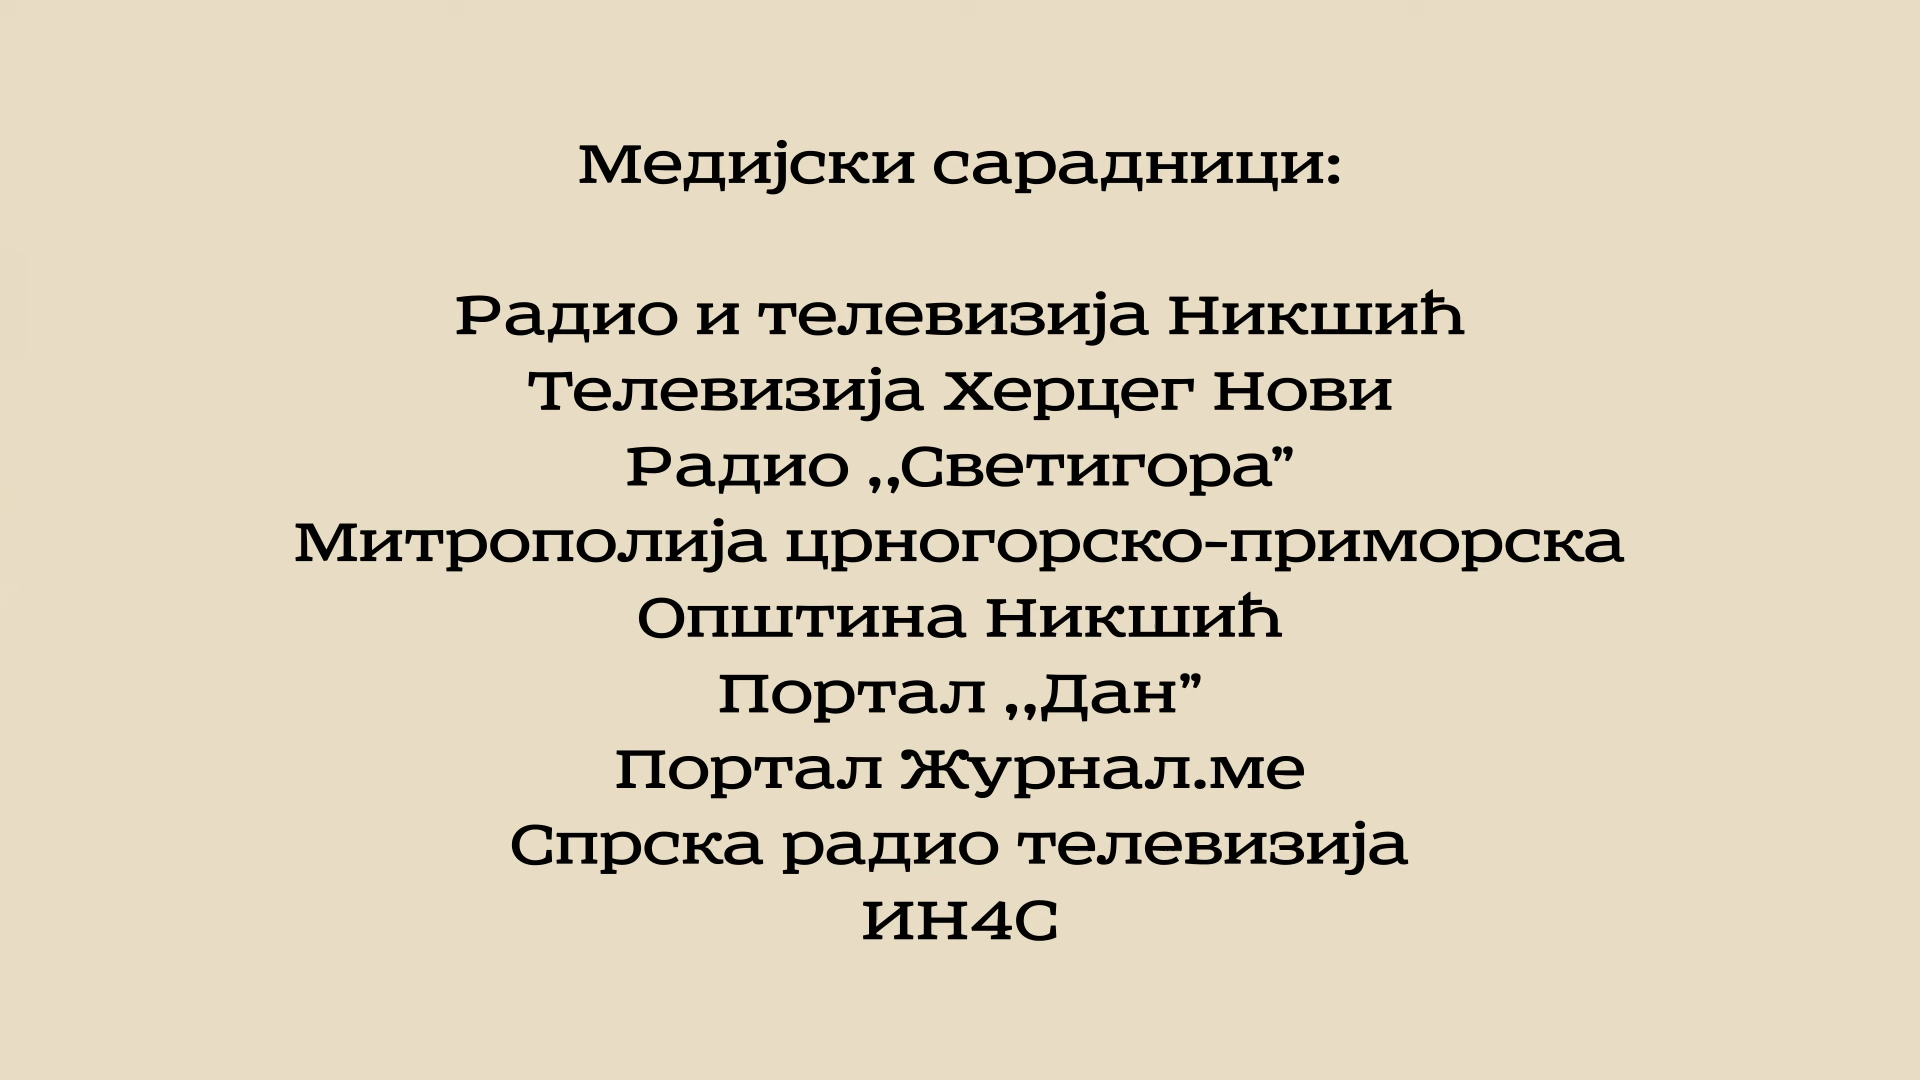 Медијски сарадници:
Радио и телевизија Никшић
Телевизија Херцег Нови
Радио ,,Светигора”
Митрополија црногорско-приморска
Општина Никшић
Портал ,,Дан”
Портал Журнал.ме
Спрска радио телевизија
ИН4С